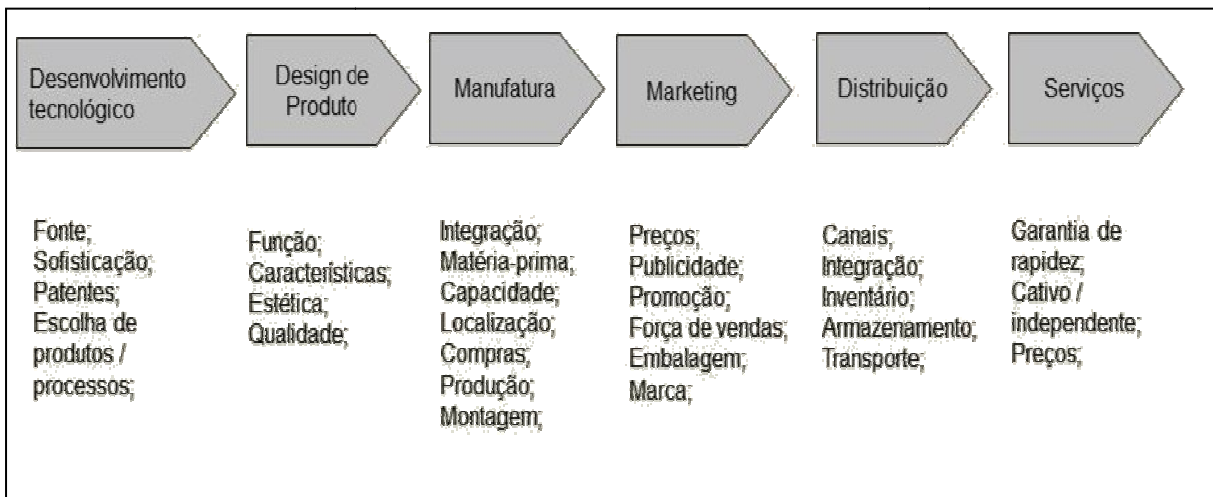 Desenvolvimento
tecnológico
Design de
Produto
Manufatura
Marketing
Distribuição
Serviços
Fonte;
Sofisticação;
Patentes;
Escolha de
produtos /
processos;
Função;
Características;
Estética;
Qualidade;
Integração;
Matéria-prima;
Capacidade;
Localização;
Compras;
Produção;
Montagem;
Preços;
Publicidade;
Promoção;
Força de vendas;
Embalagem;
Marca;
Canais;
Integração;
Inventário;
Armazenamento;
Transporte;
Garantia de
rapidez;
Cativo /
independente;
Preços;